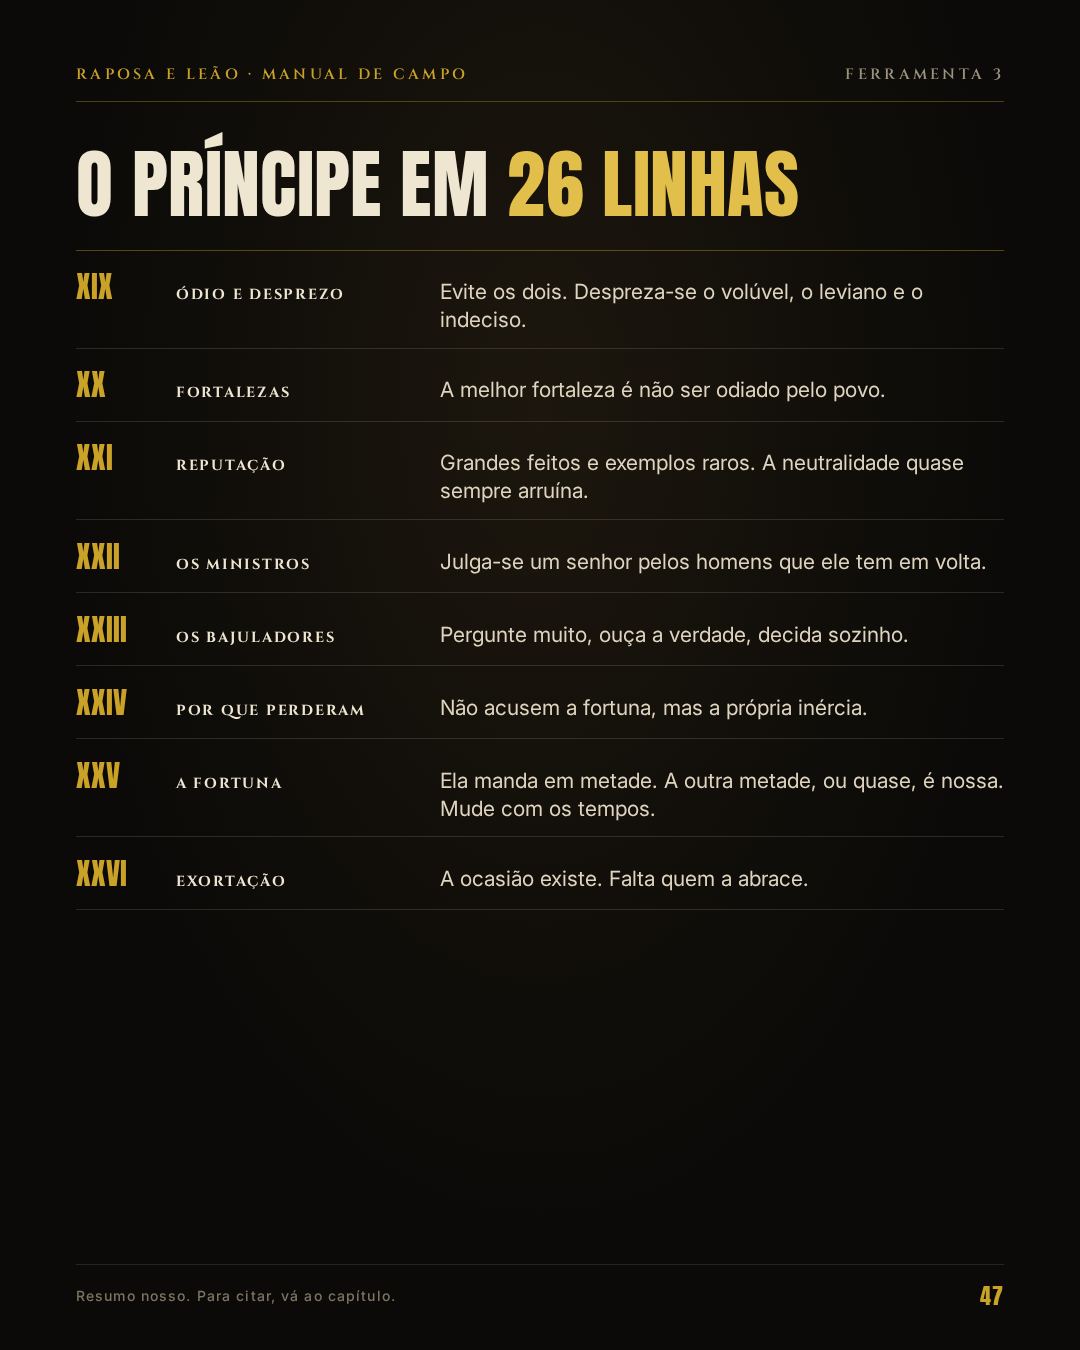 RAPOSA E LEÃO · MANUAL DE CAMPO
FERRAMENTA 3
O PRÍNCIPE EM 26 LINHAS
XIX
ÓDIO E DESPREZO
Evite os dois. Despreza-se o volúvel, o leviano e o
indeciso.
XX
FORTALEZAS
A melhor fortaleza é não ser odiado pelo povo.
XXI
REPUTAÇÃO
Grandes feitos e exemplos raros. A neutralidade quase
sempre arruína.
XXII
OS MINISTROS
Julga-se um senhor pelos homens que ele tem em volta.
XXIII
OS BAJULADORES
Pergunte muito, ouça a verdade, decida sozinho.
XXIV
POR QUE PERDERAM
Não acusem a fortuna, mas a própria inércia.
XXV
A FORTUNA
Ela manda em metade. A outra metade, ou quase, é nossa.
Mude com os tempos.
XXVI
EXORTAÇÃO
A ocasião existe. Falta quem a abrace.
Resumo nosso. Para citar, vá ao capítulo.
47